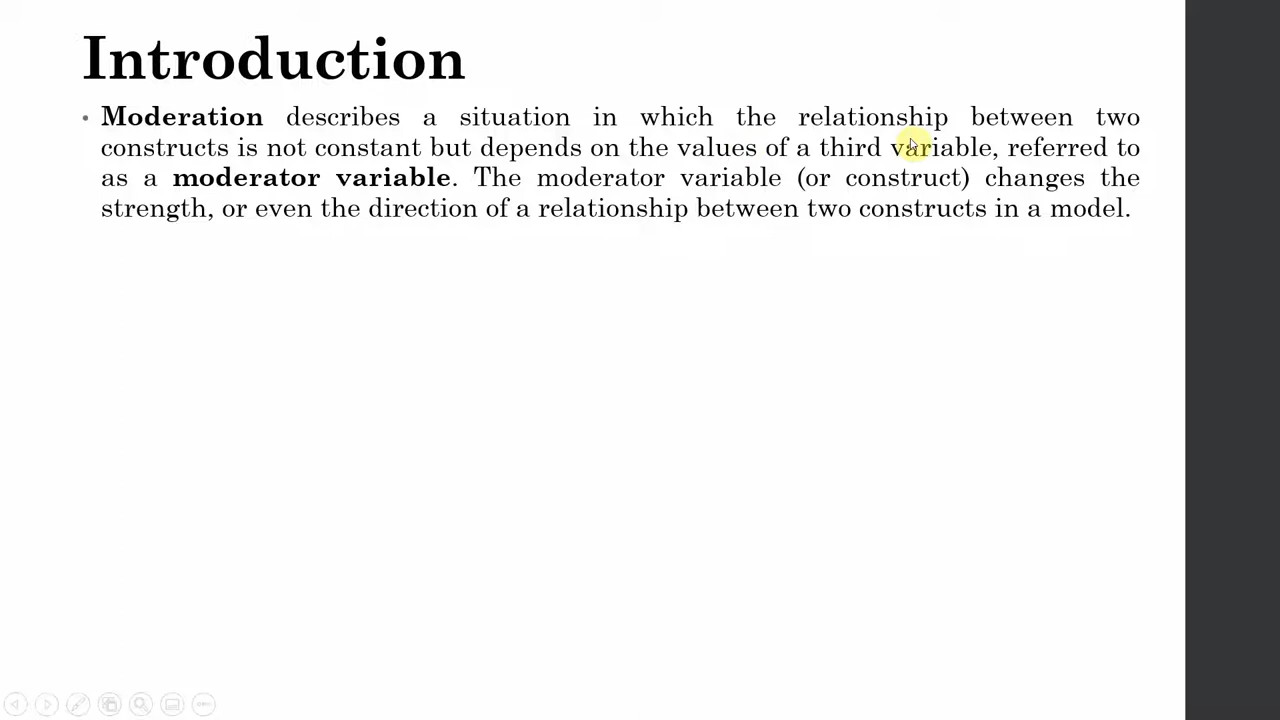 Introduction
• Moderation describes a situation in which the relationship between two
constructs is not constant but depends on the values of a third variable, referred to
as a moderator variable. The moderator variable (or construct) changes the
strength, or even the direction of a relationship between two constructs in a model.